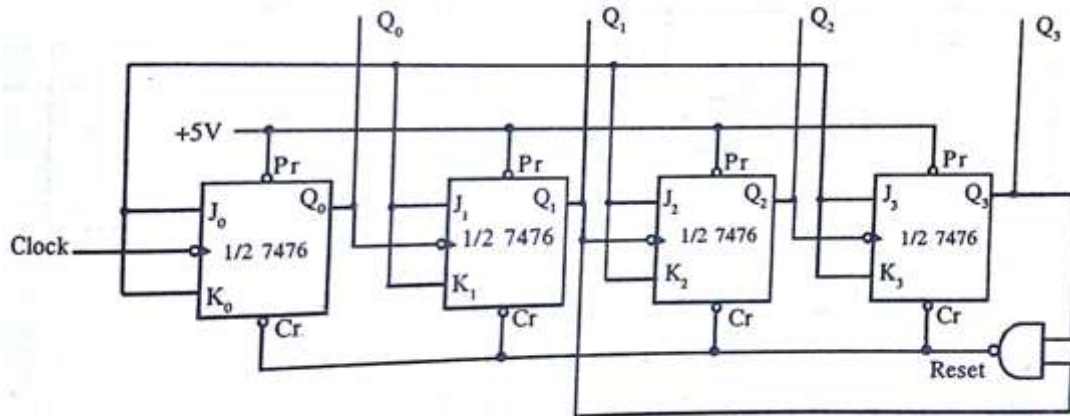 Q₀ Q₁ Q₂ Q₃
+5V
Pr Pr Pr Pr
J₀ Q₀ J₁ Q₁ J₂ Q₂ J₃ Q₃
Clock 1/2 7476 1/2 7476 1/2 7476 1/2 7476
K₀ K₁ K₂ K₃
Cr Cr Cr Cr
Reset